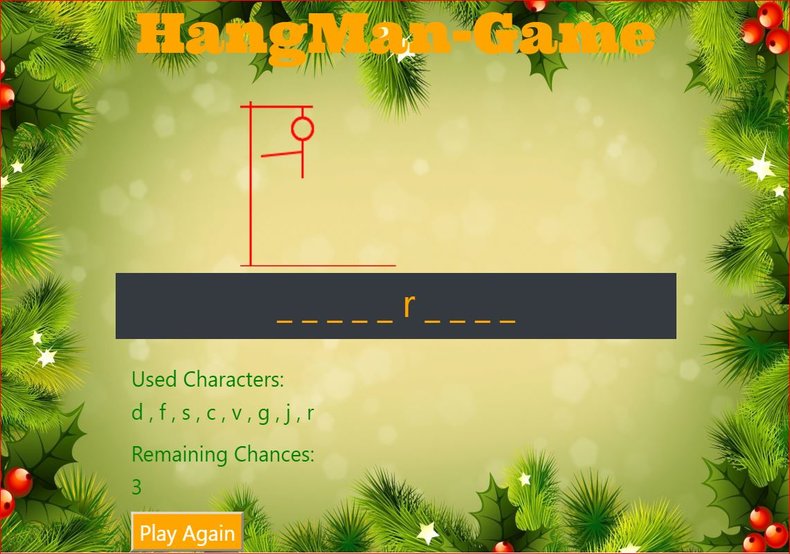 HangMan-Game
_ _ _ _ _ r _ _ _ _
Used Characters:
d , f , s , c , v , g , j , r
Remaining Chances:
3
Play Again